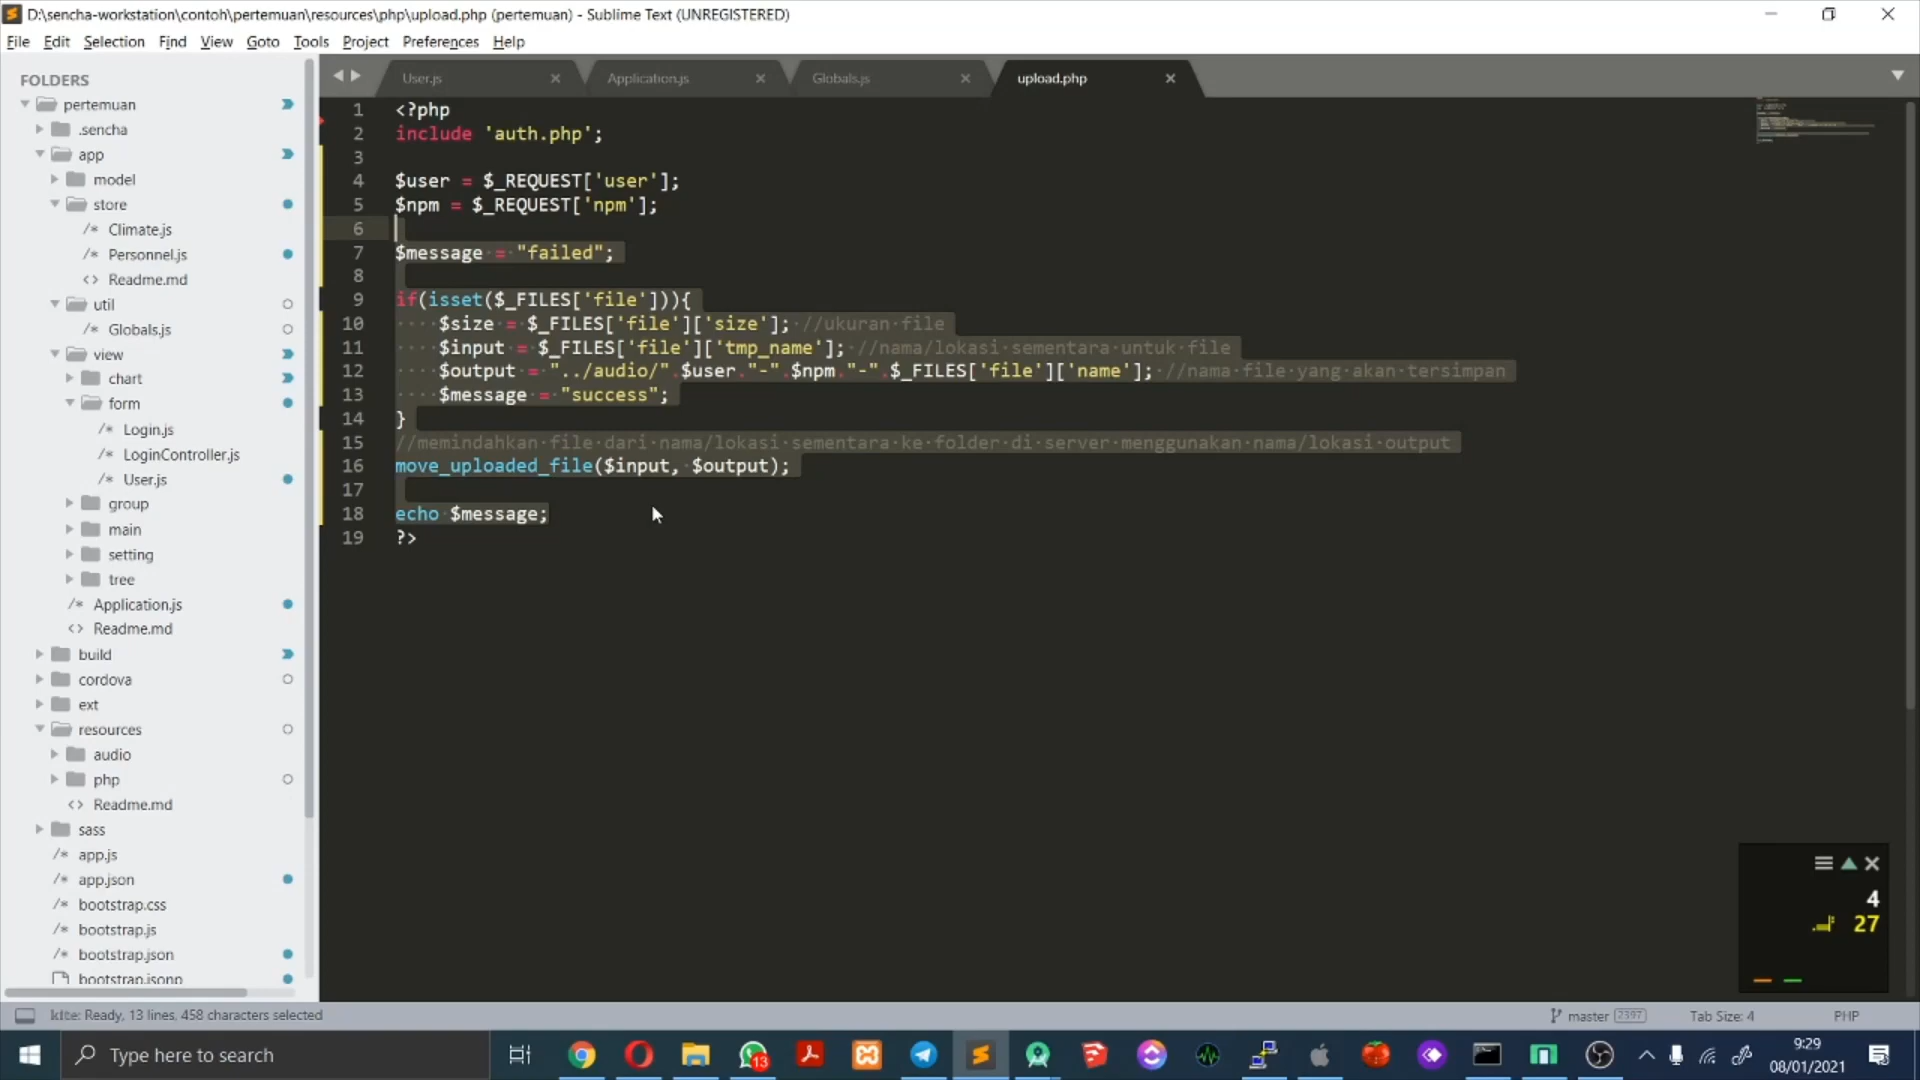 D:\sencha-workstation\contoh\pertemuan\resources\php\upload.php (pertemuan) - Sublime Text (UNREGISTERED)
File Edit Selection Find View Goto Tools Project Preferences Help
FOLDERS
pertemuan
.sencha
app
model
store
/* Climate.js
/* Personnel.js
<> Readme.md
util
/* Globals.js
view
chart
form
/* Login.js
/* LoginController.js
/* User.js
group
main
setting
tree
/* Application.js
<> Readme.md
build
cordova
ext
resources
audio
php
<> Readme.md
sass
/* app.js
/* app.json
/* bootstrap.css
/* bootstrap.js
/* bootstrap.json
bootstrap.jsonp
User.js Application.js Globals.js upload.php
1 <?php
2 include 'auth.php';
3
4 $user = $_REQUEST['user'];
5 $npm = $_REQUEST['npm'];
6
7 $message = "failed";
8
9 if(isset($_FILES['file'])){
10 $size = $_FILES['file']['size']; //ukuran file
11 $input = $_FILES['file']['tmp_name']; //nama/lokasi sementara untuk file
12 $output = "../audio/".$user."-".$npm."-".$_FILES['file']['name']; //nama file yang akan tersimpan
13 $message = "success";
14 }
15 //memindahkan file dari nama/lokasi sementara ke folder di server menggunakan nama/lokasi output
16 move_uploaded_file($input, $output);
17
18 echo $message;
19 ?>
4
27
kite: Ready, 13 lines, 458 characters selected
master 2397 Tab Size: 4 PHP
Type here to search
13
9:29
08/01/2021